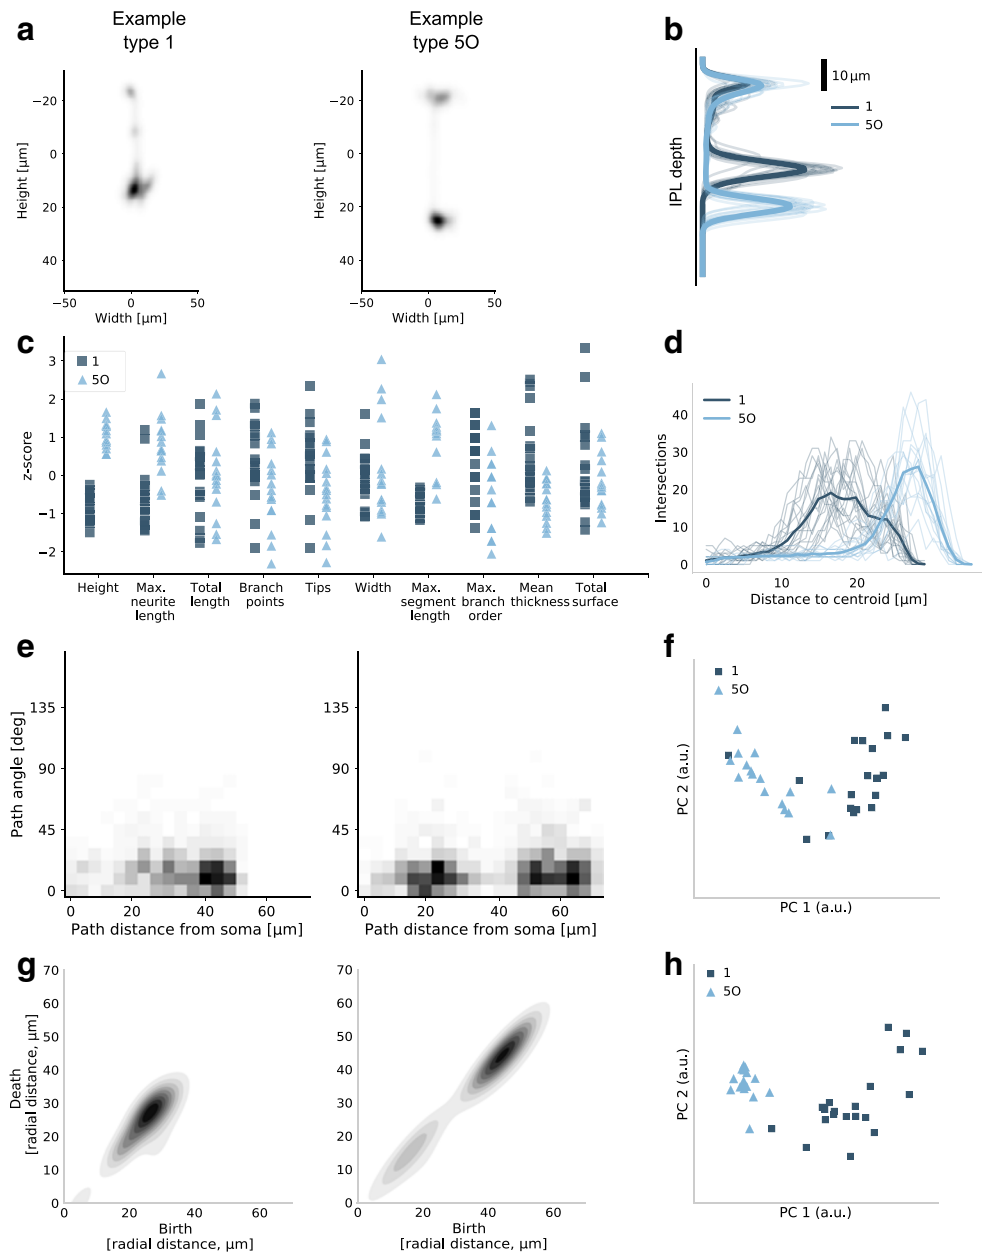 a
Example
type 1
Example
type 5O
b
−20
0
20
40
Height [µm]
−50
0
50
Width [µm]
−20
0
20
40
Height [µm]
−50
0
50
Width [µm]
IPL depth
10 µm
1
5O
c
1
5O
3
2
1
0
−1
−2
z-score
Height
Max.
neurite
length
Total
length
Branch
points
Tips
Width
Max.
segment
length
Max.
branch
order
Mean
thickness
Total
surface
d
1
5O
40
30
20
10
0
Intersections
0
10
20
Distance to centroid [µm]
e
135
90
45
0
Path angle [deg]
0
20
40
60
Path distance from soma [µm]
135
90
45
0
0
20
40
60
Path distance from soma [µm]
f
1
5O
PC 2 (a.u.)
PC 1 (a.u.)
g
70
60
50
40
30
20
10
0
Death
[radial distance, µm]
0
20
40
60
Birth
[radial distance, µm]
70
60
50
40
30
20
10
0
0
20
40
60
Birth
[radial distance, µm]
h
1
5O
PC 2 (a.u.)
PC 1 (a.u.)